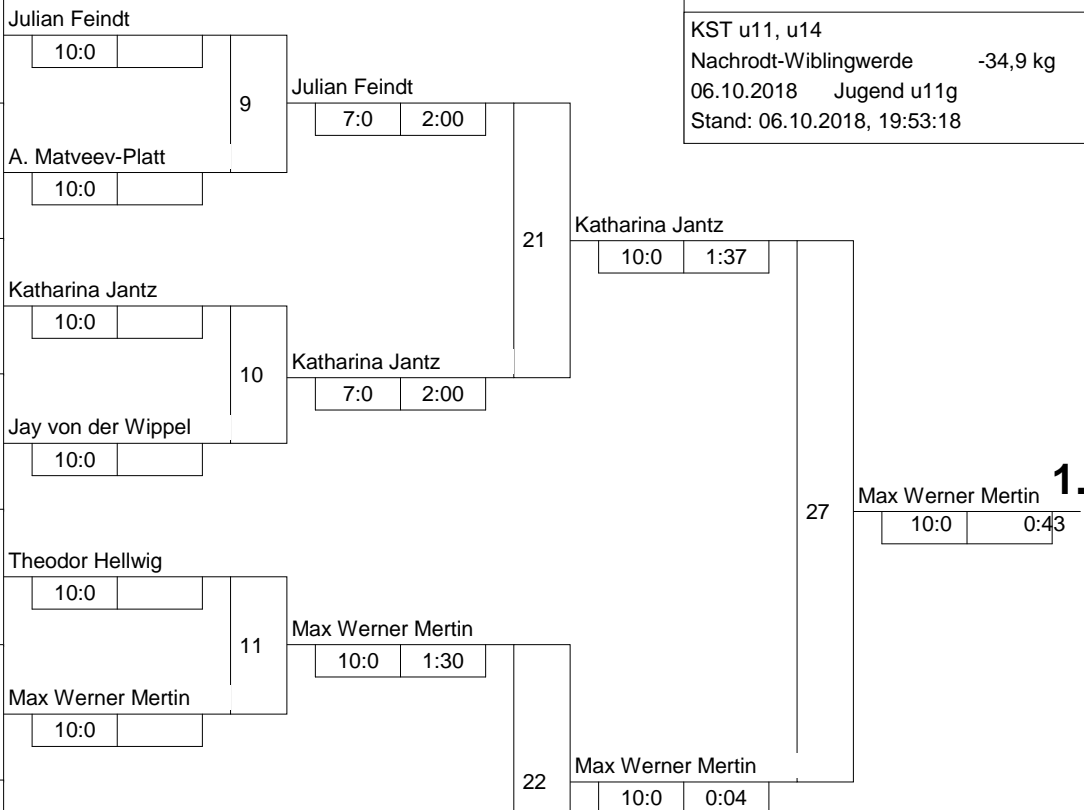 Julian Feindt
10:0
9
A. Matveev-Platt
10:0
Julian Feindt
7:0 2:00
KST u11, u14
Nachrodt-Wiblingwerde -34,9 kg
06.10.2018 Jugend u11g
Stand: 06.10.2018, 19:53:18
21
Katharina Jantz
10:0 1:37
Katharina Jantz
10:0
10
Katharina Jantz
7:0 2:00
Jay von der Wippel
10:0
27
Max Werner Mertin 1.
10:0 0:43
Theodor Hellwig
10:0
11
Max Werner Mertin
10:0 1:30
Max Werner Mertin
10:0
22
Max Werner Mertin
10:0 0:04